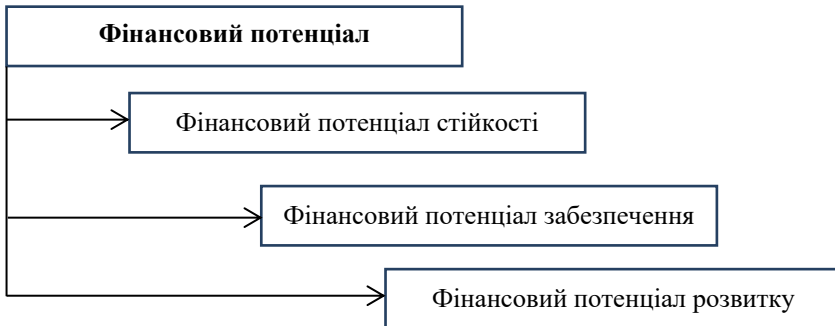 Фінансовий потенціал
Фінансовий потенціал стійкості
Фінансовий потенціал забезпечення
Фінансовий потенціал розвитку